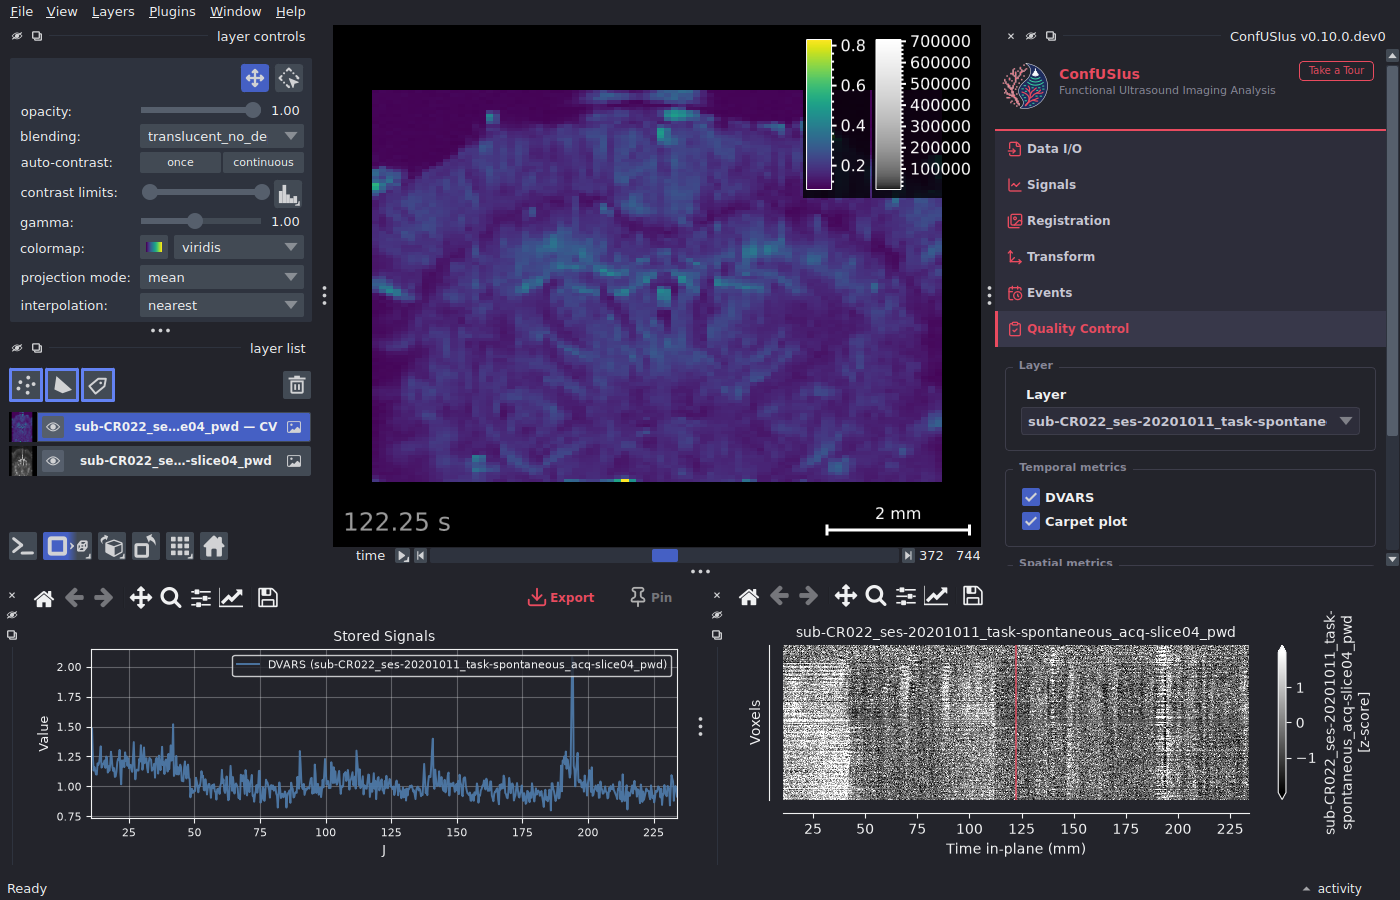 File View Layers Plugins Window Help
layer controls
opacity: 1.00
blending: translucent_no_de
auto-contrast: once continuous
contrast limits:
gamma: 1.00
colormap: viridis
projection mode: mean
interpolation: nearest
layer list
sub-CR022_se...e04_pwd — CV
sub-CR022_se...-slice04_pwd
0.8
0.6
0.4
0.2
700000
600000
500000
400000
300000
200000
100000
122.25 s
2 mm
time 372 744
ConfUSIus v0.10.0.dev0
ConfUSIus
Functional Ultrasound Imaging Analysis
Take a Tour
Data I/O
Signals
Registration
Transform
Events
Quality Control
Layer
Layer
sub-CR022_ses-20201011_task-spontane
Temporal metrics
DVARS
Carpet plot
Spatial metrics
Export Pin
Stored Signals
DVARS (sub-CR022_ses-20201011_task-spontaneous_acq-slice04_pwd)
Value
2.00
1.75
1.50
1.25
1.00
0.75
25 50 75 100 125 150 175 200 225
J
sub-CR022_ses-20201011_task-spontaneous_acq-slice04_pwd
Voxels
25 50 75 100 125 150 175 200 225
Time in-plane (mm)
1
0
−1
sub-CR022_ses-20201011_task-
spontaneous_acq-slice04_pwd
[z-score]
Ready
activity